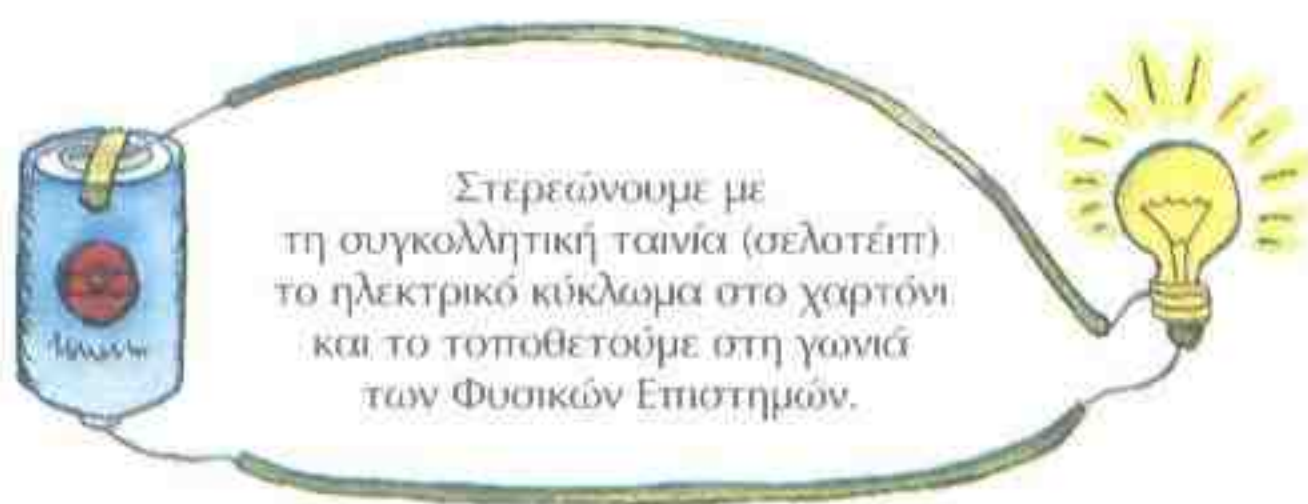 Στερεώνουμε με
τη συγκολλητική ταινία (σελοτέιπ)
το ηλεκτρικό κύκλωμα στο χαρτόνι
και το τοποθετούμε στη γωνιά
των Φυσικών Επιστημών.